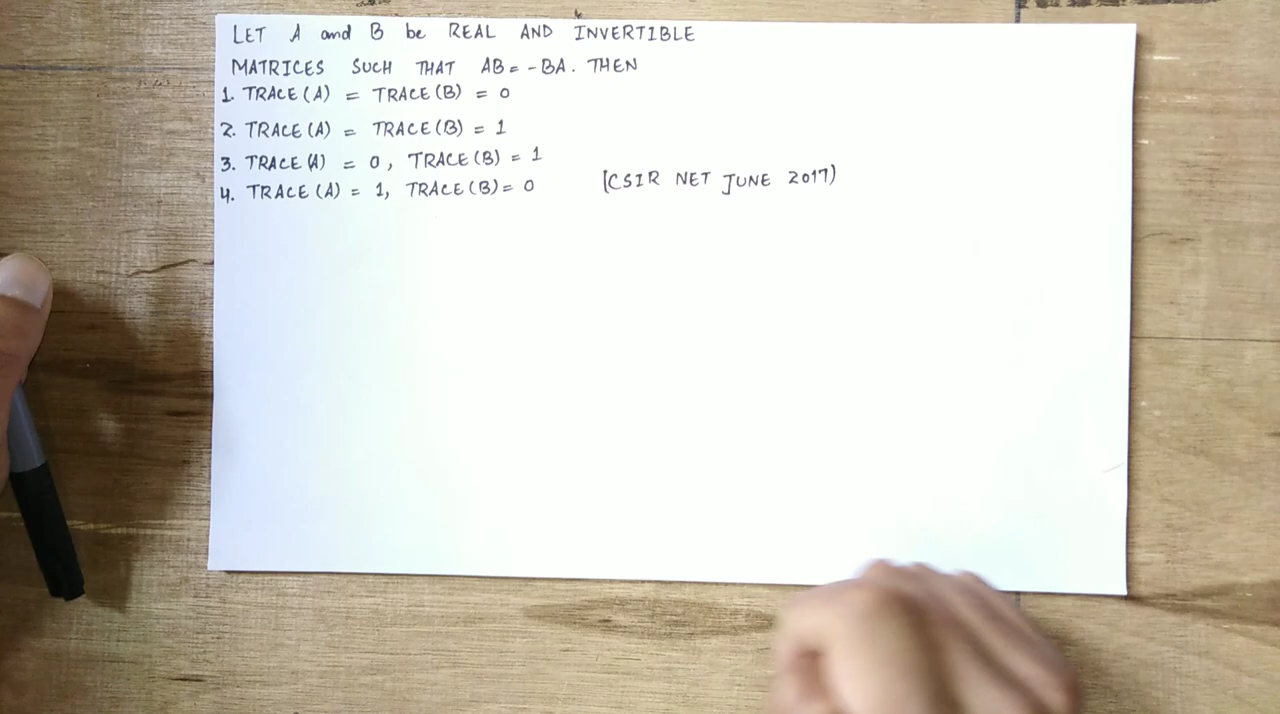 LET A and B be REAL AND INVERTIBLE
MATRICES SUCH THAT AB = -BA. THEN
1. TRACE(A) = TRACE(B) = 0
2. TRACE(A) = TRACE(B) = 1
3. TRACE(A) = 0, TRACE(B) = 1
4. TRACE(A) = 1, TRACE(B) = 0 [CSIR NET JUNE 2017)